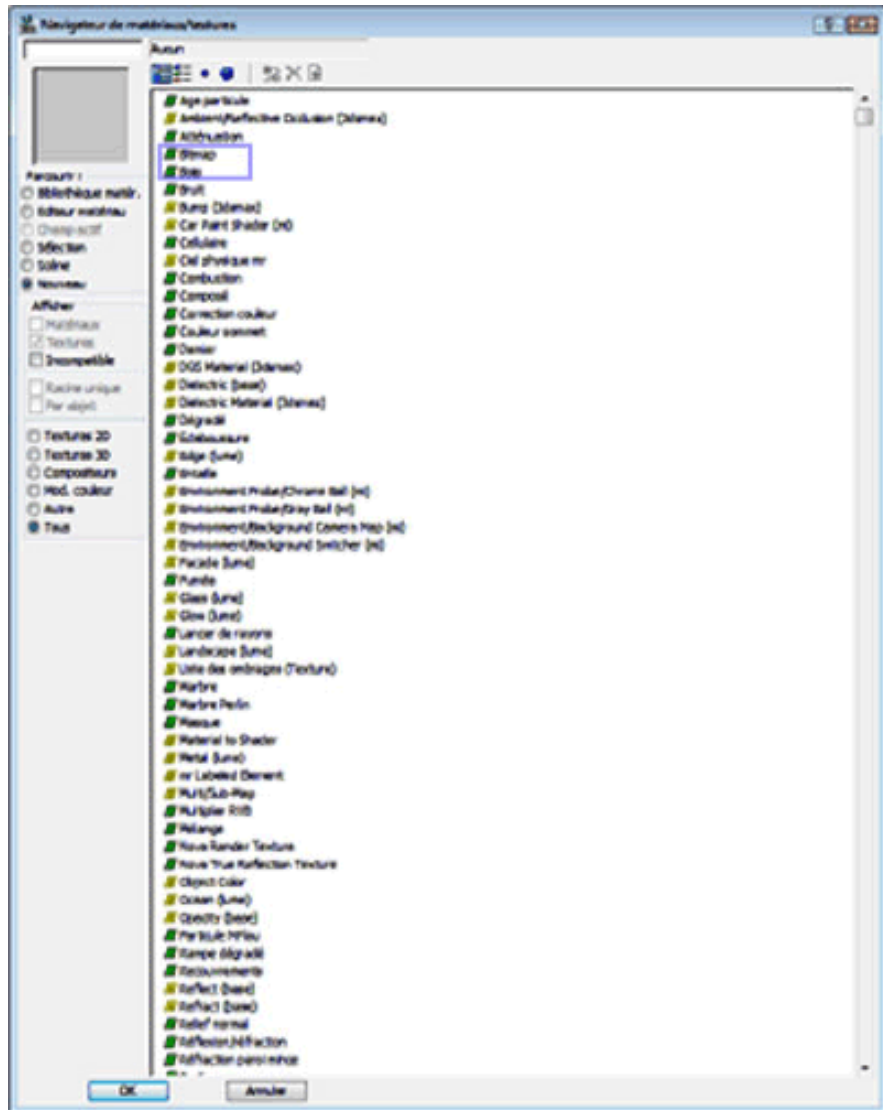 Navigateur de matériaux/textures
Aucun
Parcourir :
Bibliothèque matér.
Editeur matériau
Champ actif
Sélection
Scène
Nouveau
Afficher
Matériaux
Textures
Incompatible
Racine unique
Par objet
Textures 2D
Textures 3D
Compositeurs
Mod. couleur
Autre
Tous
Age particule
Ambient/Reflective Occlusion (3dsmax)
Atténuation
Bitmap
Bois
Bruit
Bump (3dsmax)
Car Paint Shader (mi)
Cellulaire
Ciel physique mr
Combustion
Composil
Correction couleur
Couleur sommet
Damier
DGS Material (3dsmax)
Dielectric (base)
Dielectric Material (3dsmax)
Dégradé
Eclaboussure
Edge (lume)
Entaille
Environment Probe/Chrome Ball (mi)
Environment Probe/Gray Ball (mi)
Environment/Background Camera Map (mi)
Environment/Background Switcher (mi)
Facade (lume)
Fumée
Glass (lume)
Glow (lume)
Lancer de rayons
Landscape (lume)
Liste des ombrages (Texture)
Marbre
Marbre Perlin
Masque
Material to Shader
Metal (lume)
mr Labeled Element
Multi/Sub-Map
Multiplier RVB
Mélange
Nova Render Texture
Nova True Reflection Texture
Object Color
Ocean (lume)
Opacity (base)
Particule MFlou
Rampe dégradé
Recouvrements
Reflect (base)
Refract (base)
Relief normal
Réflexion/réfraction
Réfraction paroi mince
OK
Annuler